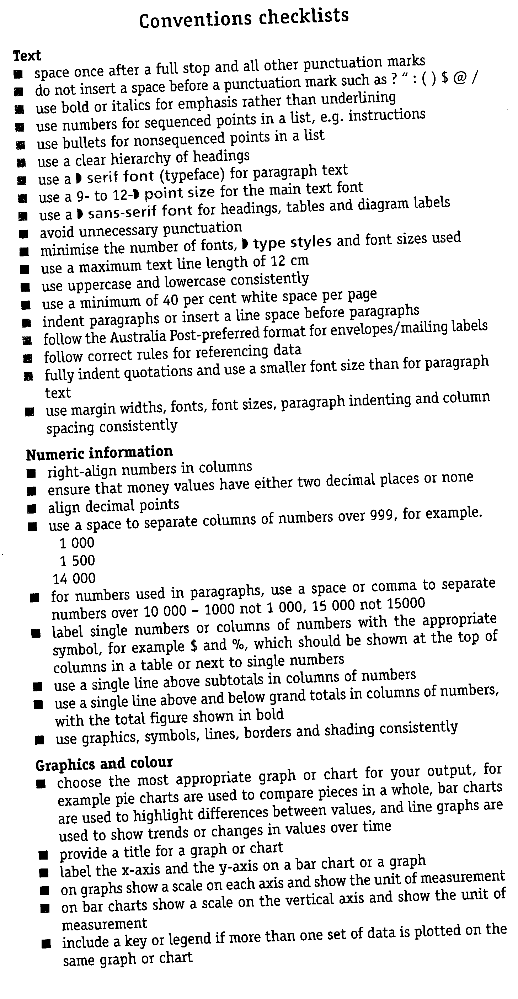 Conventions checklists
Text
■ space once after a full stop and all other punctuation marks
■ do not insert a space before a punctuation mark such as ? “ : ( ) $ @ /
■ use bold or italics for emphasis rather than underlining
■ use numbers for sequenced points in a list, e.g. instructions
■ use bullets for nonsequenced points in a list
■ use a clear hierarchy of headings
■ use a ◗ serif font (typeface) for paragraph text
■ use a 9- to 12-◗ point size for the main text font
■ use a ◗ sans-serif font for headings, tables and diagram labels
■ avoid unnecessary punctuation
■ minimise the number of fonts, ◗ type styles and font sizes used
■ use a maximum text line length of 12 cm
■ use uppercase and lowercase consistently
■ use a minimum of 40 per cent white space per page
■ indent paragraphs or insert a line space before paragraphs
■ follow the Australia Post-preferred format for envelopes/mailing labels
■ follow correct rules for referencing data
■ fully indent quotations and use a smaller font size than for paragraph
text
■ use margin widths, fonts, font sizes, paragraph indenting and column
spacing consistently
Numeric information
■ right-align numbers in columns
■ ensure that money values have either two decimal places or none
■ align decimal points
■ use a space to separate columns of numbers over 999, for example.
1 000
1 500
14 000
■ for numbers used in paragraphs, use a space or comma to separate
numbers over 10 000 – 1000 not 1 000, 15 000 not 15000
■ label single numbers or columns of numbers with the appropriate
symbol, for example $ and %, which should be shown at the top of
columns in a table or next to single numbers
■ use a single line above subtotals in columns of numbers
■ use a single line above and below grand totals in columns of numbers,
with the total figure shown in bold
■ use graphics, symbols, lines, borders and shading consistently
Graphics and colour
■ choose the most appropriate graph or chart for your output, for
example pie charts are used to compare pieces in a whole, bar charts
are used to highlight differences between values, and line graphs are
used to show trends or changes in values over time
■ provide a title for a graph or chart
■ label the x-axis and the y-axis on a bar chart or a graph
■ on graphs show a scale on each axis and show the unit of measurement
■ on bar charts show a scale on the vertical axis and show the unit of
measurement
■ include a key or legend if more than one set of data is plotted on the
same graph or chart